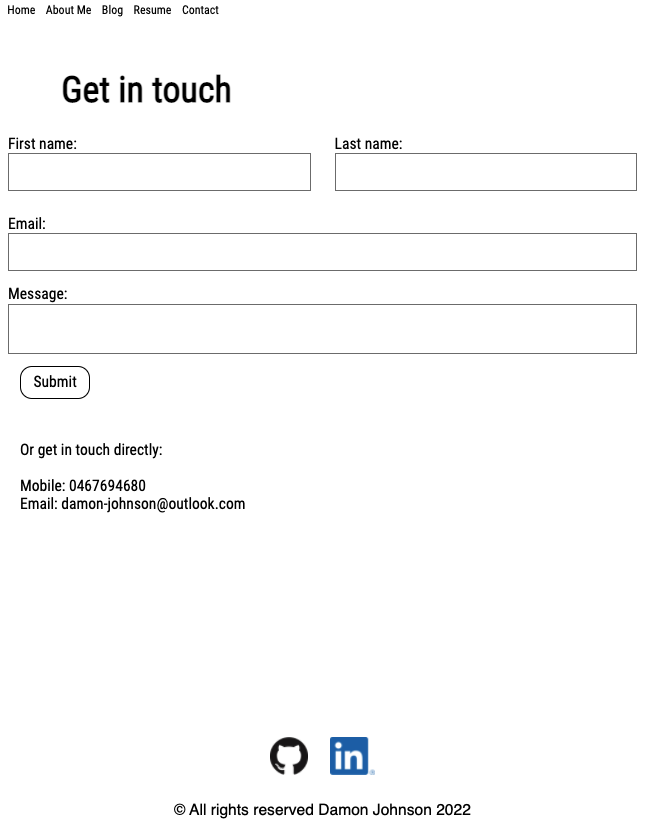 Home About Me Blog Resume Contact
Get in touch
First name: Last name:
Email:
Message:
Submit
Or get in touch directly:
Mobile: 0467694680
Email: damon-johnson@outlook.com
in
© All rights reserved Damon Johnson 2022